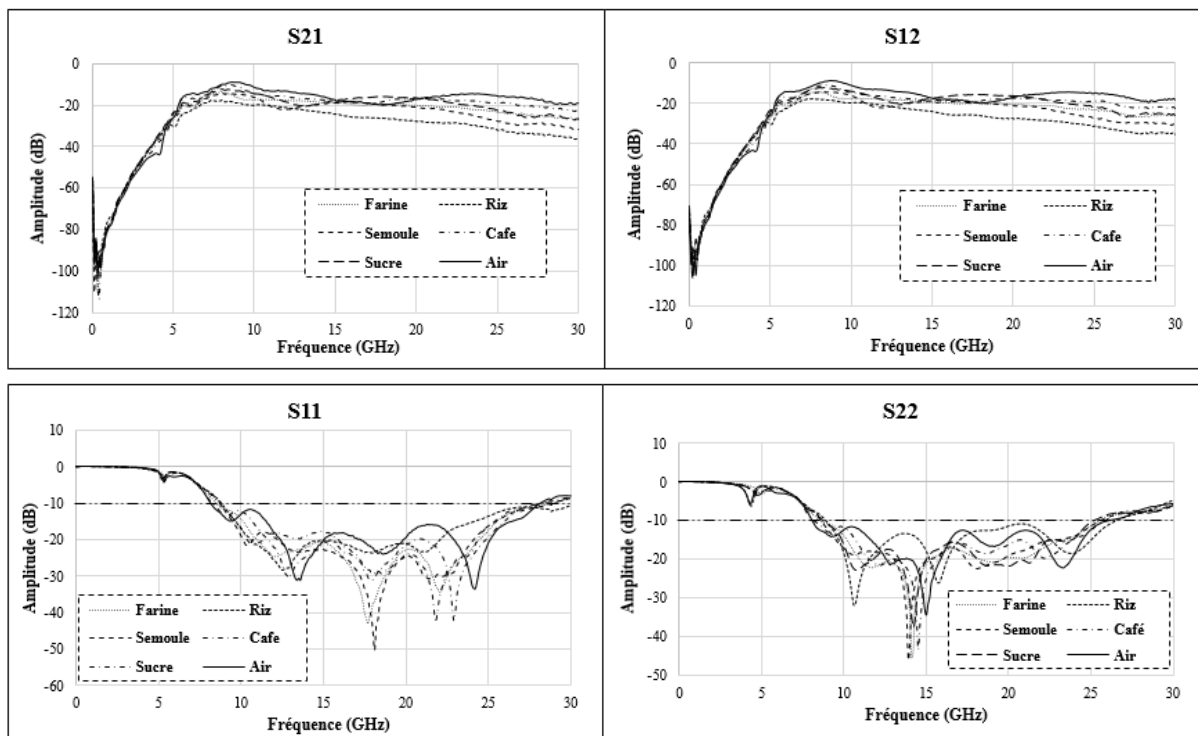 S21
Amplitude (dB)
0
-20
-40
-60
-80
-100
-120
Farine Riz
Semoule Cafe
Sucre Air
0 5 10 15 20 25 30
Fréquence (GHz)
S12
Amplitude (dB)
0
-20
-40
-60
-80
-100
-120
Farine Riz
Semoule Cafe
Sucre Air
0 5 10 15 20 25 30
Fréquence (GHz)
S11
Amplitude (dB)
10
0
-10
-20
-30
-40
-50
-60
Farine Riz
Semoule Cafe
Sucre Air
0 5 10 15 20 25 30
Fréquence (GHz)
S22
Amplitude (dB)
10
0
-10
-20
-30
-40
-50
Farine Riz
Semoule Café
Sucre Air
0 5 10 15 20 25 30
Fréquence (GHz)